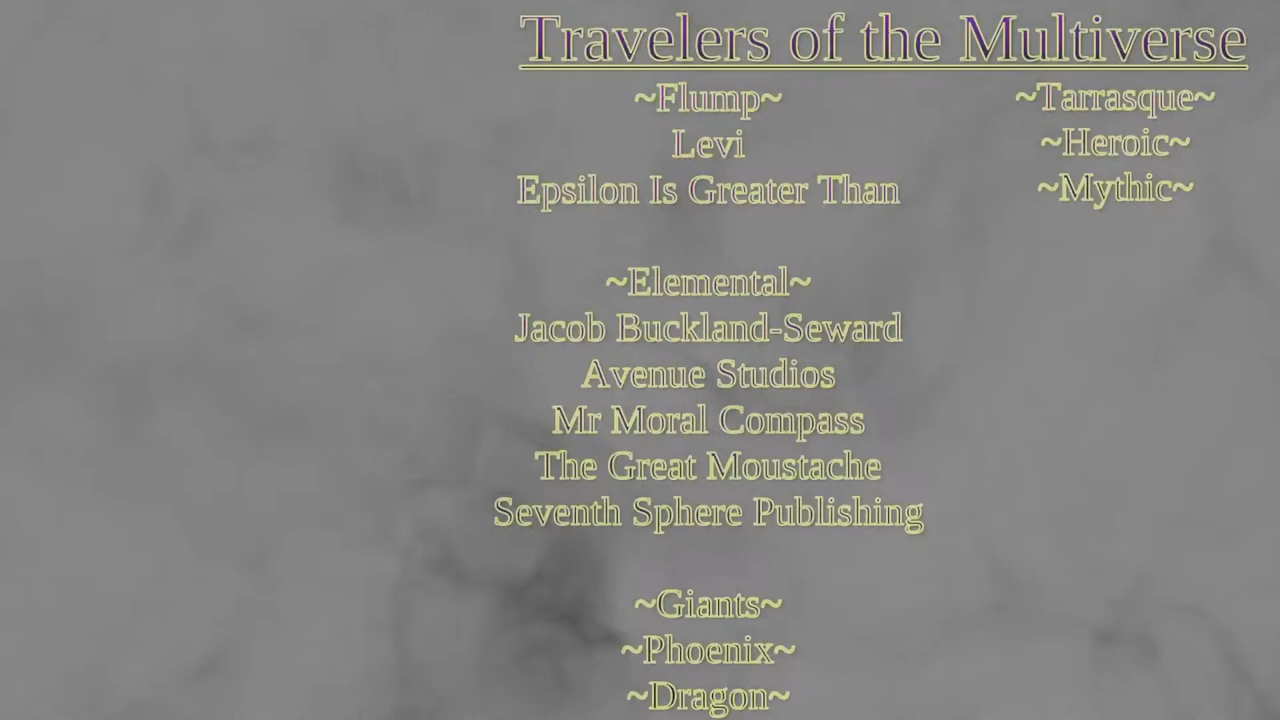 Travelers of the Multiverse
~Flump~
Levi
Epsilon Is Greater Than
~Elemental~
Jacob Buckland-Seward
Avenue Studios
Mr Moral Compass
The Great Moustache
Seventh Sphere Publishing
~Giants~
~Phoenix~
~Dragon~
~Tarrasque~
~Heroic~
~Mythic~